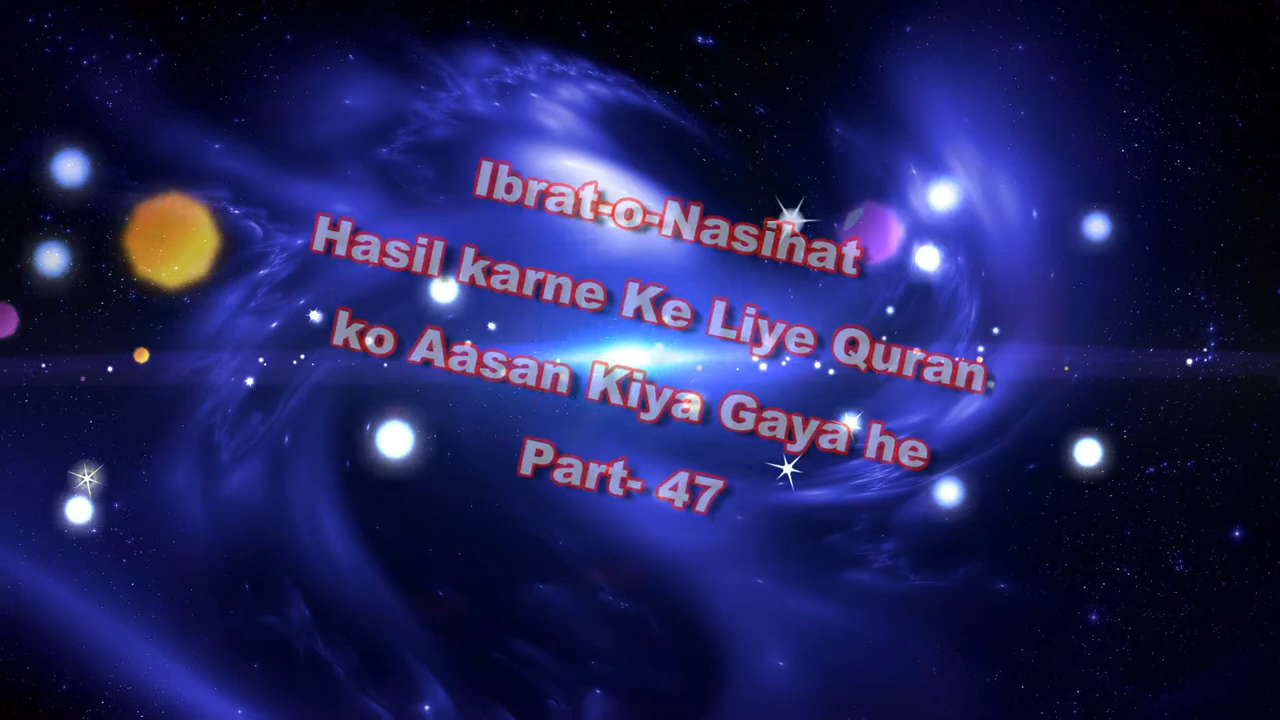 Ibrat-o-Nasihat
Hasil karne Ke Liye Quran
ko Aasan Kiya Gaya he
Part- 47